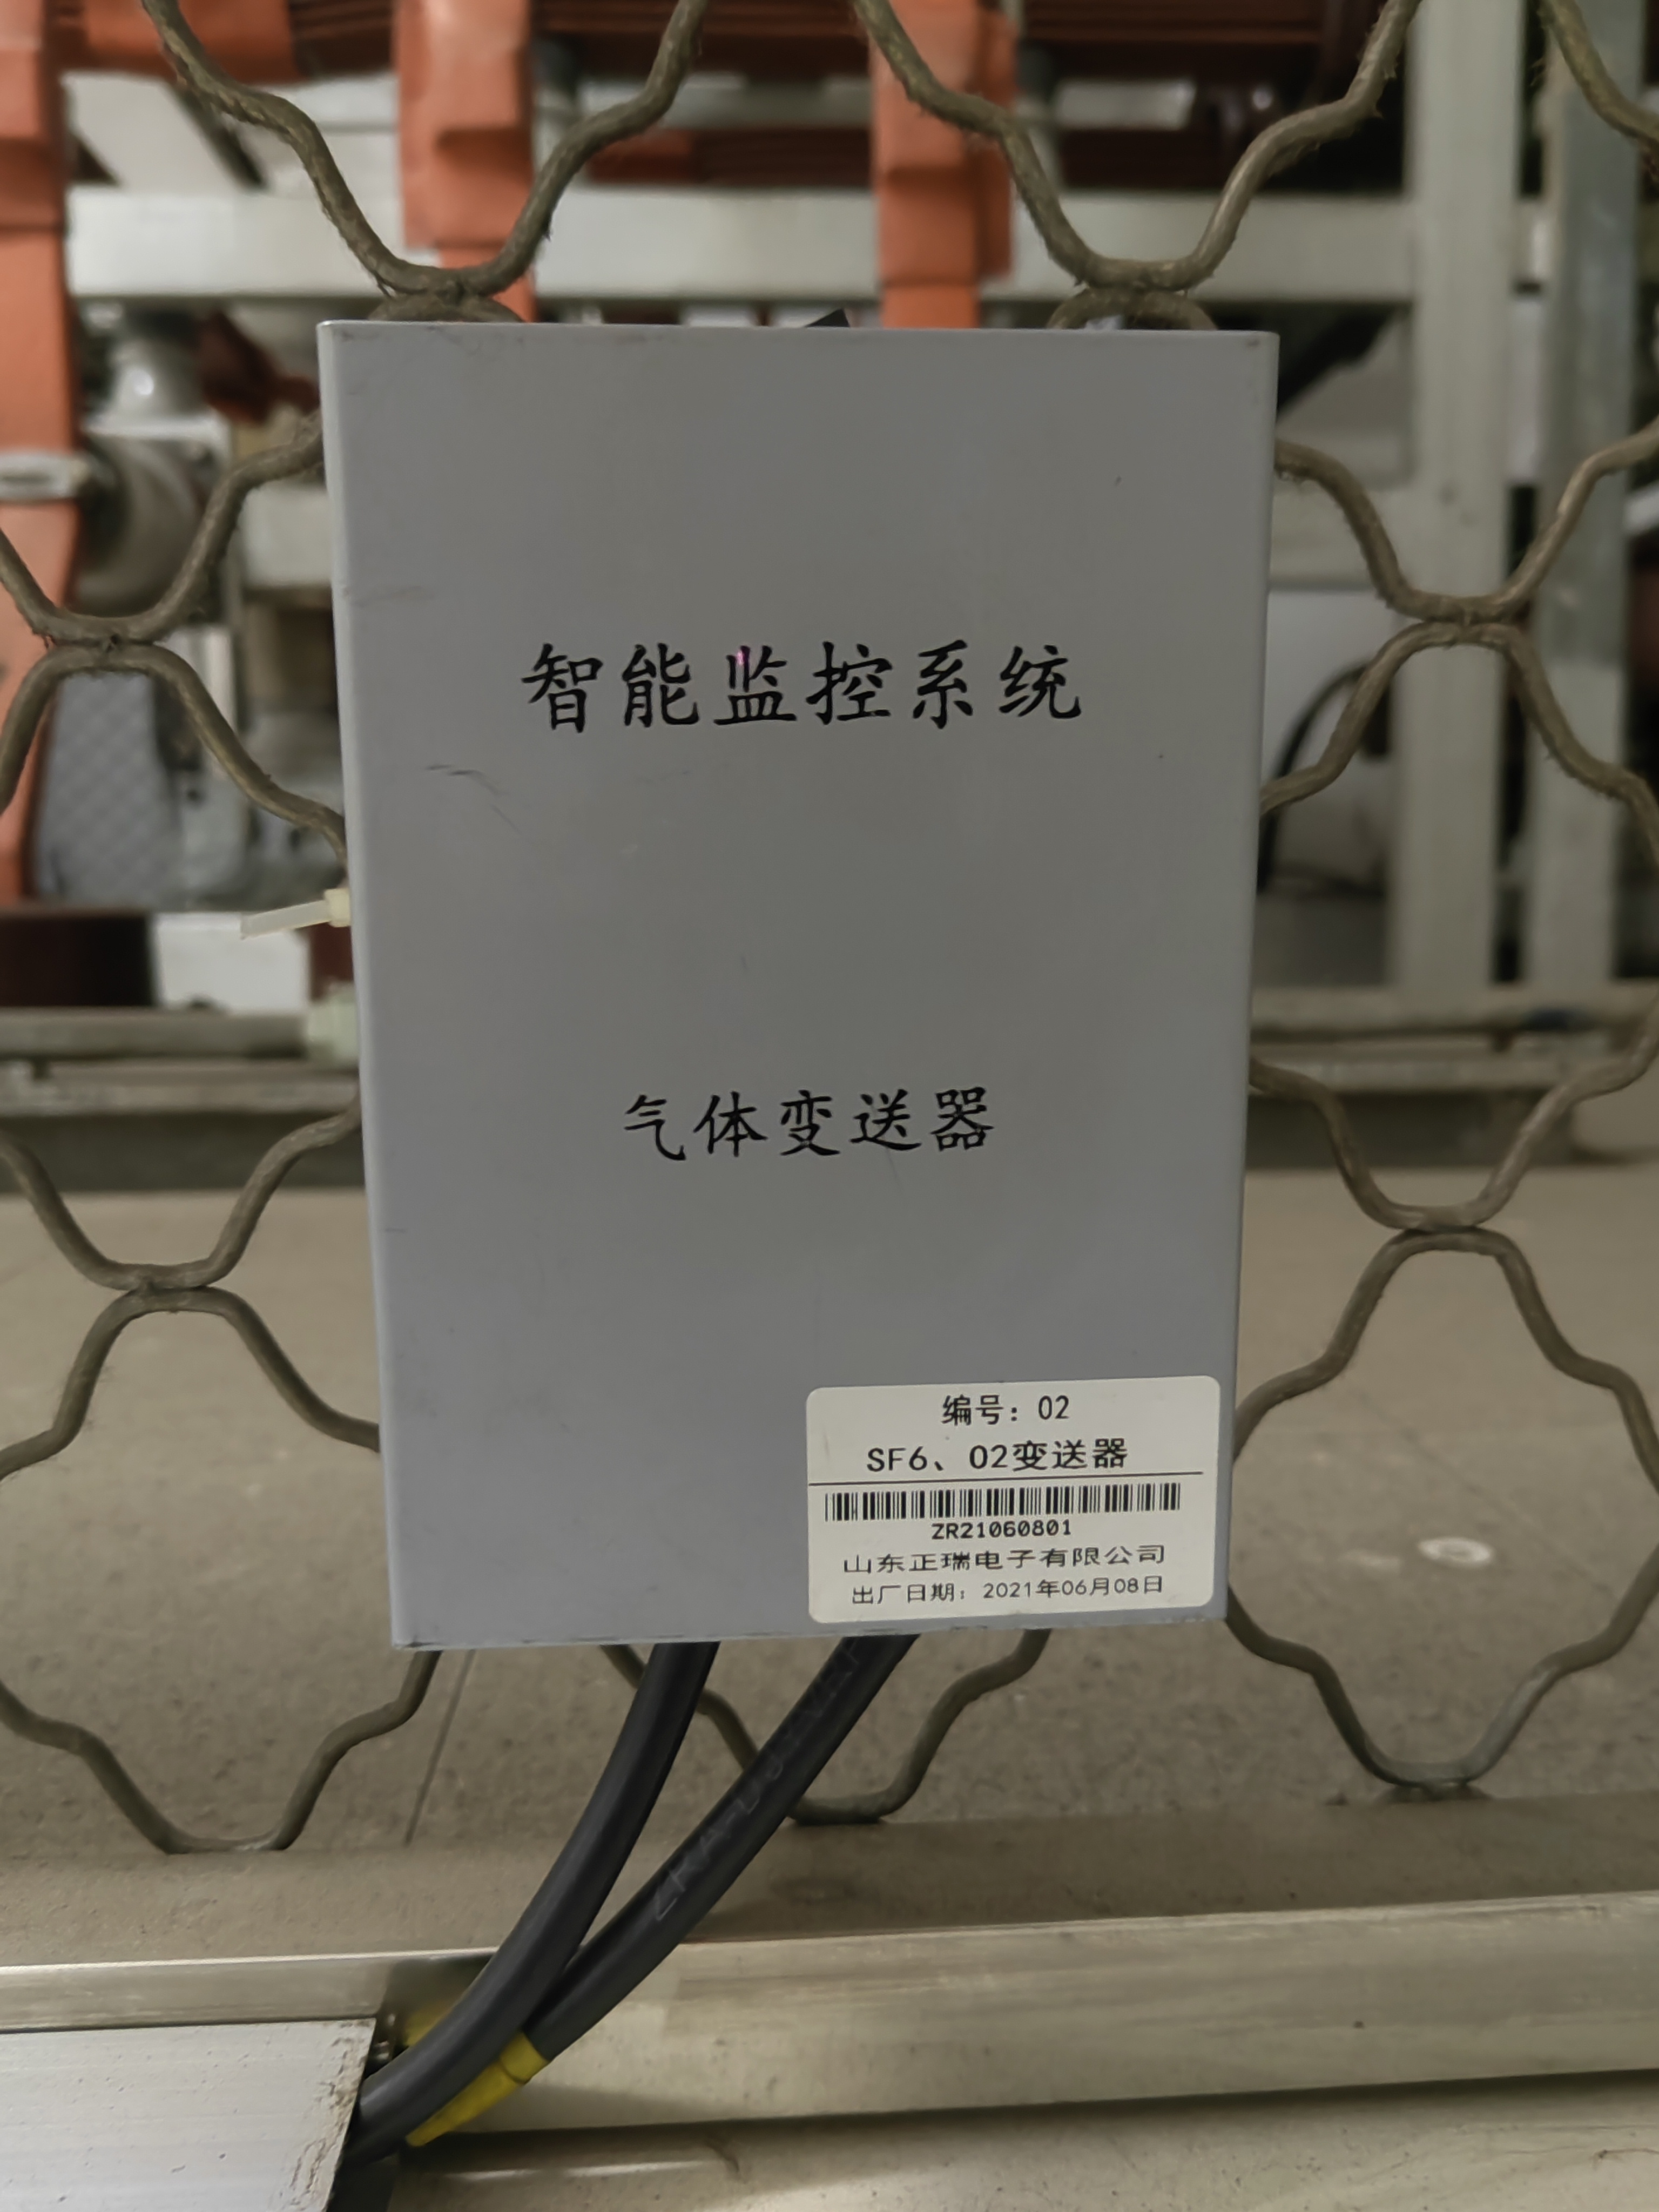 智能监控系统
气体变送器
编号：02
SF6、O2变送器
ZR21060801
山东正瑞电子有限公司
出厂日期：2021年06月08日